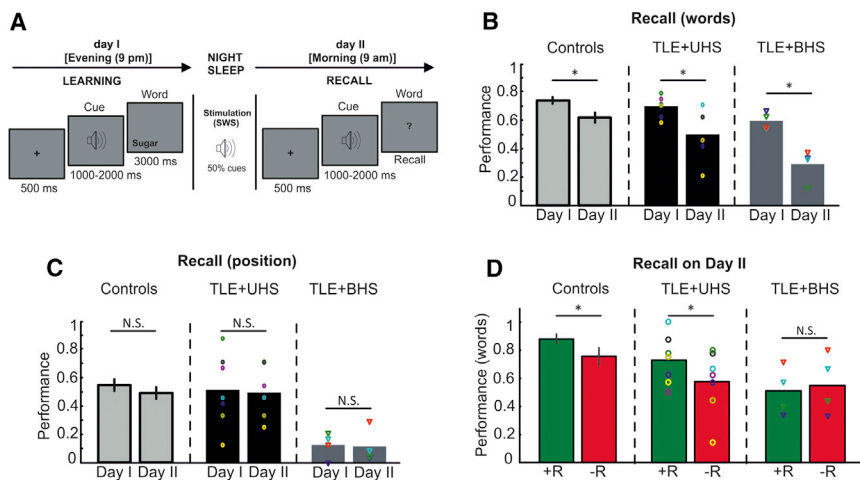 A
day I
[Evening (9 pm)]
NIGHT
SLEEP
day II
[Morning (9 am)]
LEARNING
RECALL
Word
Cue
+
Sugar
500 ms
1000-2000 ms
3000 ms
Stimulation
(SWS)
50% cues
Word
Cue
+
?
500 ms
1000-2000 ms
Recall
B
Recall (words)
Controls
TLE+UHS
TLE+BHS
Performance
1
0.8
0.6
0.4
0.2
0
*
*
*
Day I Day II
Day I Day II
Day I Day II
C
Recall (position)
Controls
TLE+UHS
TLE+BHS
Performance
1
0.8
0.6
0.4
0.2
0
N.S.
N.S.
N.S.
Day I Day II
Day I Day II
Day I Day II
D
Recall on Day II
Controls
TLE+UHS
TLE+BHS
Performance (words)
1
0.8
0.6
0.4
0.2
0
*
*
N.S.
+R -R
+R -R
+R -R